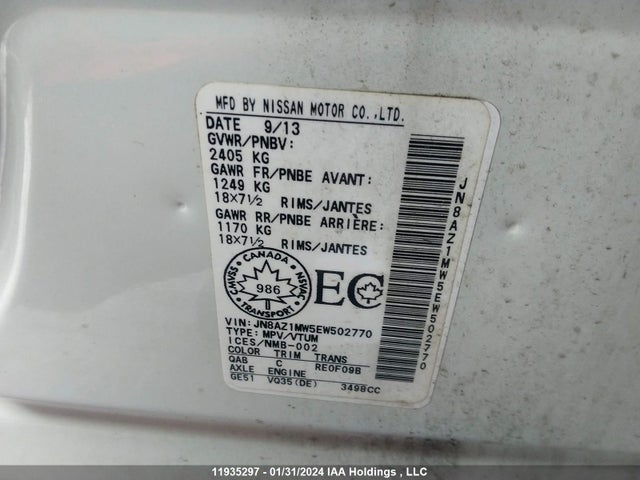 MFD BY NISSAN MOTOR CO.,LTD.
DATE 9/13
GVWR/PNBV:
2405 KG
GAWR FR/PNBE AVANT:
1249 KG
18X7½ RIMS/JANTES
GAWR RR/PNBE ARRIÈRE:
1170 KG
18X7½ RIMS/JANTES
CANADA
CMVSS 986 NSVAC
TRANSPORT
EC
VIN: JN8AZ1MW5EW502770
TYPE: MPV/VTUM
ICES/NMB-002
COLOR TRIM TRANS
QAB C RE0F09B
AXLE ENGINE
GE51 VQ35(DE) 3498CC
JN8AZ1MW5EW502770
11935297 - 01/31/2024 IAA Holdings , LLC